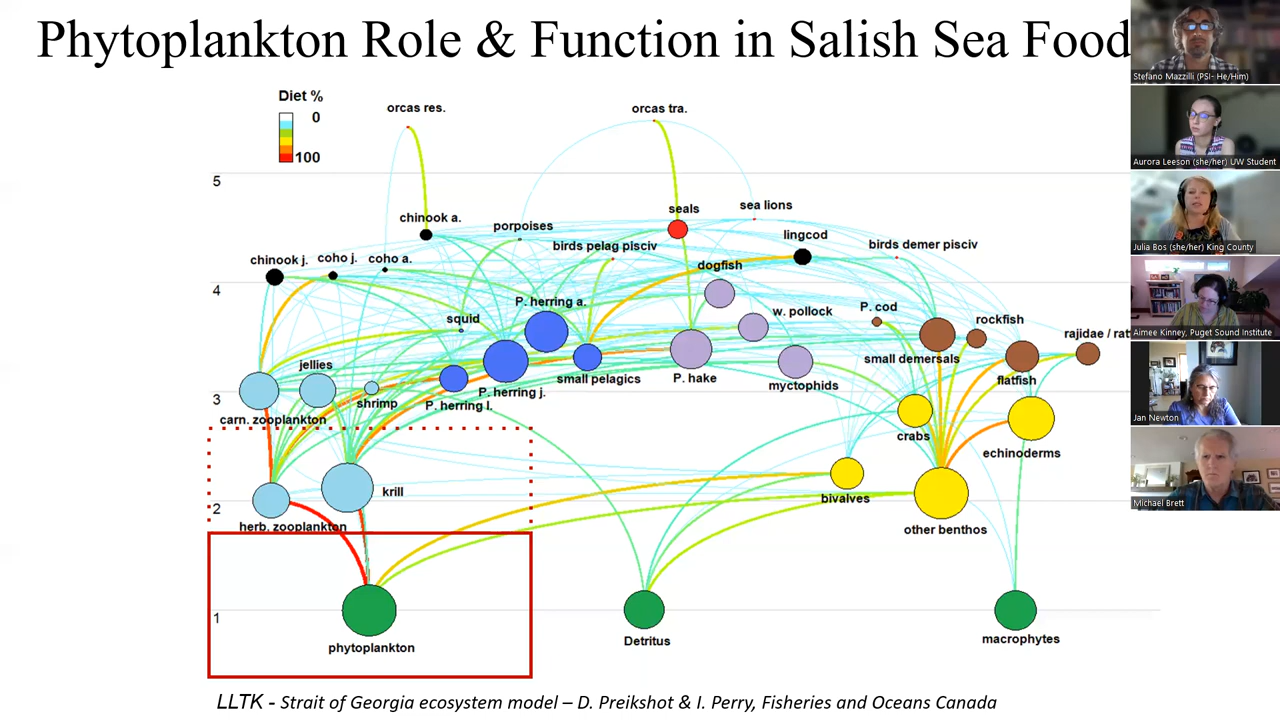 Phytoplankton Role & Function in Salish Sea Food
Diet %
0
100
orcas res.
orcas tra.
5
chinook a.
porpoises
seals
sea lions
birds pelag pisciv
lingcod
birds demer pisciv
chinook j.
coho j.
coho a.
dogfish
4
P. herring a.
squid
w. pollock
P. cod
rockfish
rajidae / rat
jellies
small demersals
small pelagics
P. hake
myctophids
flatfish
3
shrimp
P. herring j.
P. herring l.
carn. zooplankton
crabs
echinoderms
krill
bivalves
2
herb. zooplankton
other benthos
1
phytoplankton
Detritus
macrophytes
LLTK - Strait of Georgia ecosystem model – D. Preikshot & I. Perry, Fisheries and Oceans Canada
Stefano Mazzilli (PSI- He/Him)
Aurora Leeson (she/her) UW Student
Julia Bos (she/her) King County
Aimee Kinney, Puget Sound Institute
Jan Newton
Michael Brett